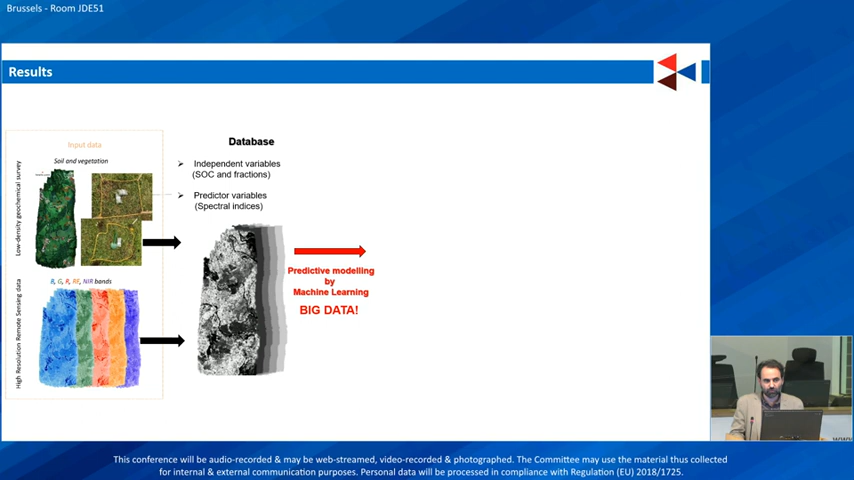 Brussels - Room JDE51
Results
Input data
Soil and vegetation
Low-density geochemical survey
B, G, R, RE, NIR bands
High Resolution Remote Sensing data
Database
➢ Independent variables
(SOC and fractions)
➢ Predictor variables
(Spectral indices)
Predictive modelling
by
Machine Learning
BIG DATA!
This conference will be audio-recorded & may be web-streamed, video-recorded & photographed. The Committee may use the material thus collected
for internal & external communication purposes. Personal data will be processed in compliance with Regulation (EU) 2018/1725.